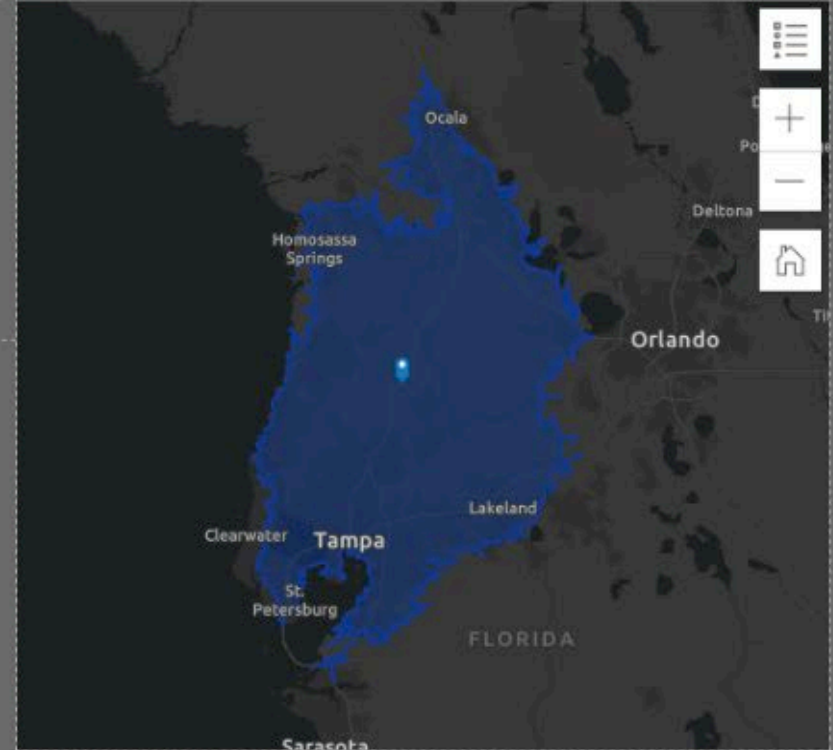 Ocala
Deltona
Homosassa
Springs
Orlando
Lakeland
Clearwater
Tampa
St.
Petersburg
FLORIDA
Sarasota